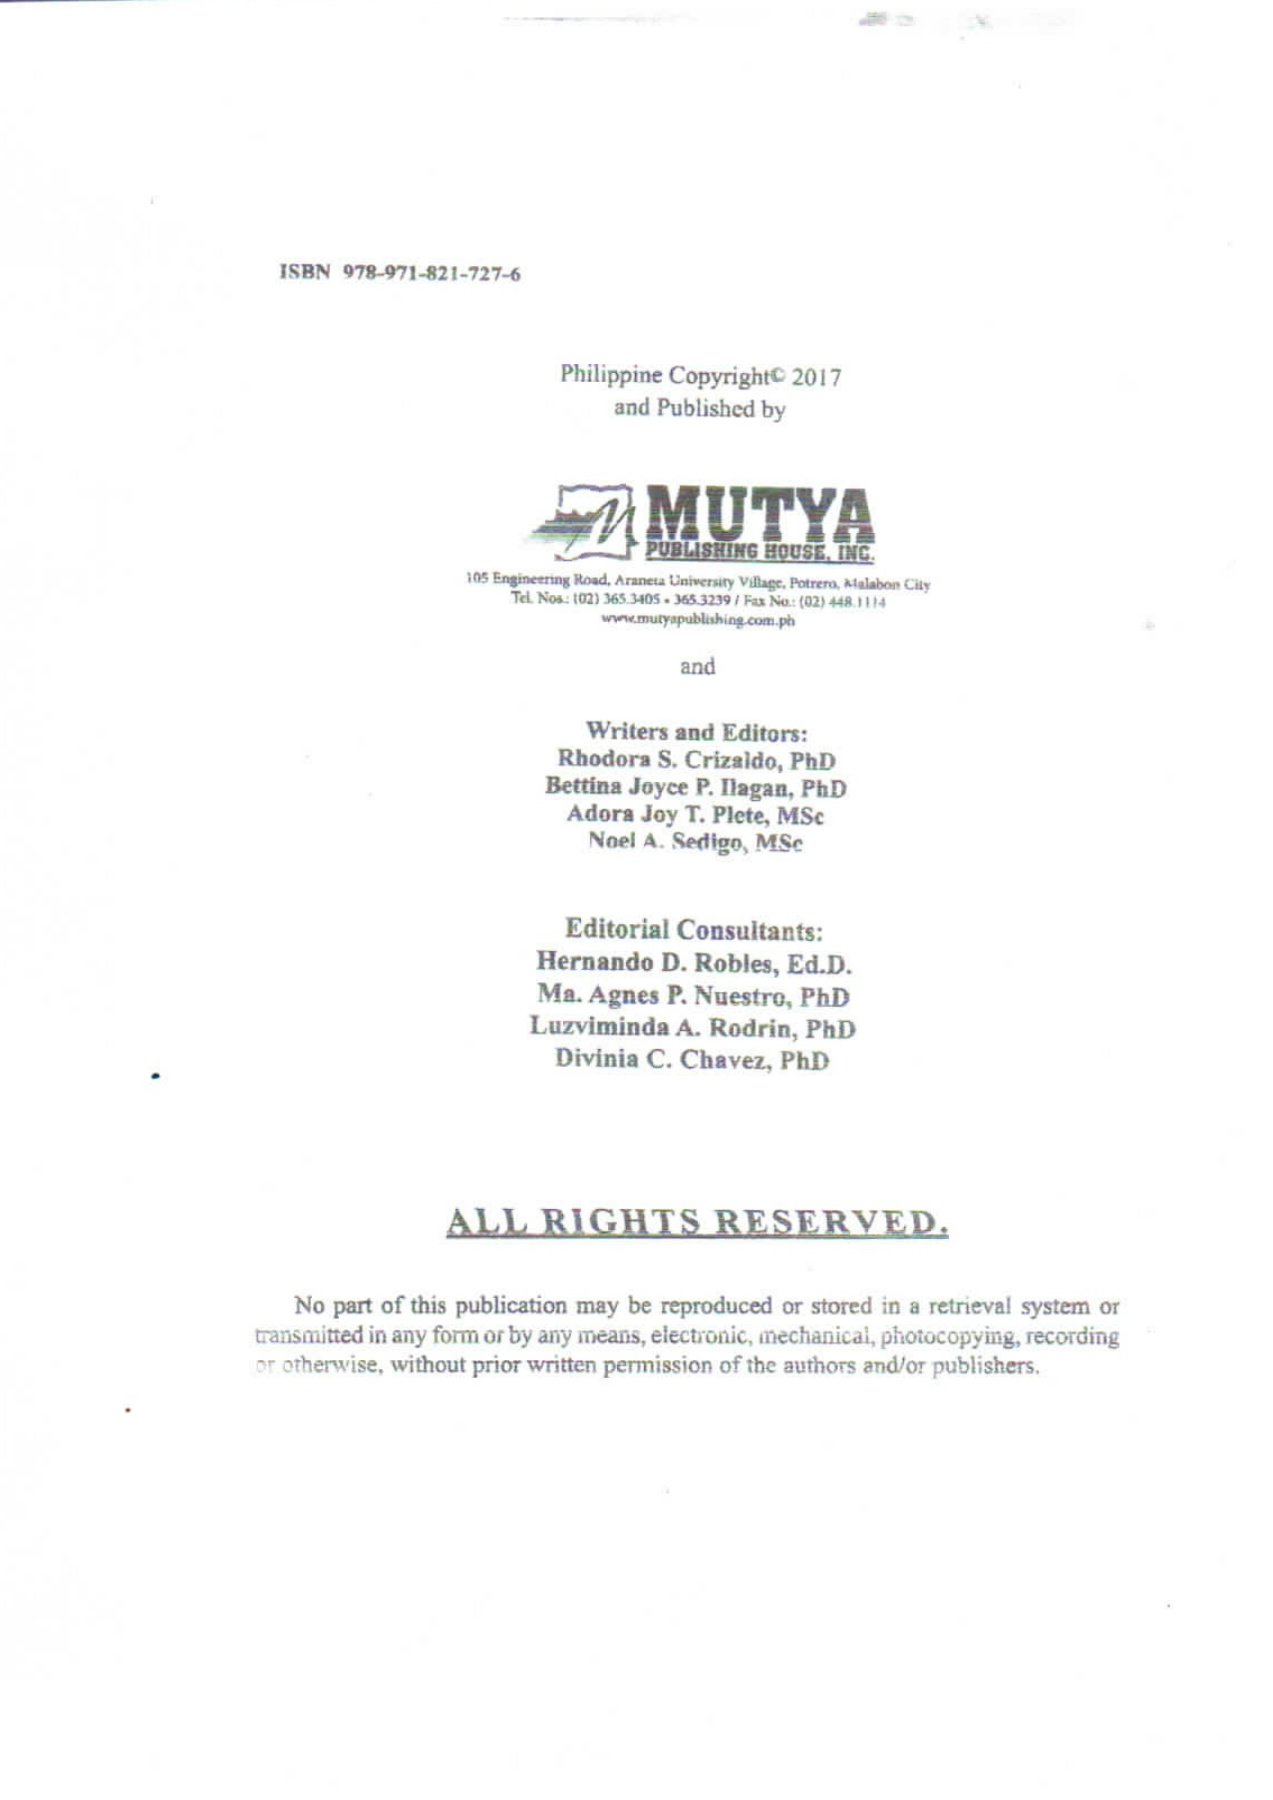 ISBN 978-971-821-727-6
Philippine Copyright© 2017
and Published by
MUTYA
PUBLISHING HOUSE, INC.
105 Engineering Road, Araneta University Village, Potrero, Malabon City
Tel. Nos.: (02) 365.3405 • 365.3239 / Fax No.: (02) 448.1114
www.mutyapublishing.com.ph
and
Writers and Editors:
Rhodora S. Crizaldo, PhD
Bettina Joyce P. Ilagan, PhD
Adora Joy T. Plete, MSc
Noel A. Sedigo, MSc
Editorial Consultants:
Hernando D. Robles, Ed.D.
Ma. Agnes P. Nuestro, PhD
Luzviminda A. Rodrin, PhD
Divinia C. Chavez, PhD
ALL RIGHTS RESERVED.
No part of this publication may be reproduced or stored in a retrieval system or
transmitted in any form or by any means, electronic, mechanical, photocopying, recording
or otherwise, without prior written permission of the authors and/or publishers.